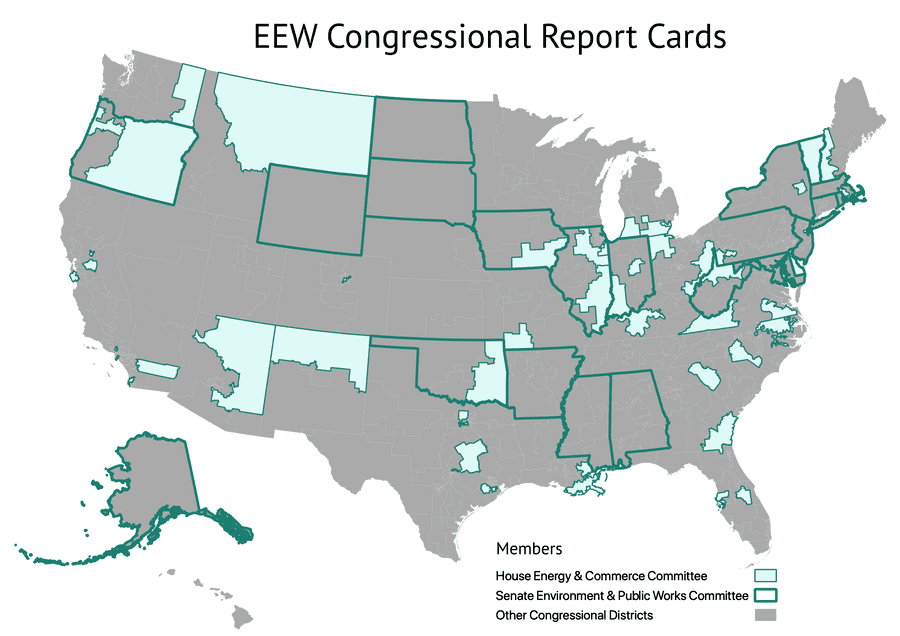 EEW Congressional Report Cards
Members
House Energy & Commerce Committee
Senate Environment & Public Works Committee
Other Congressional Districts